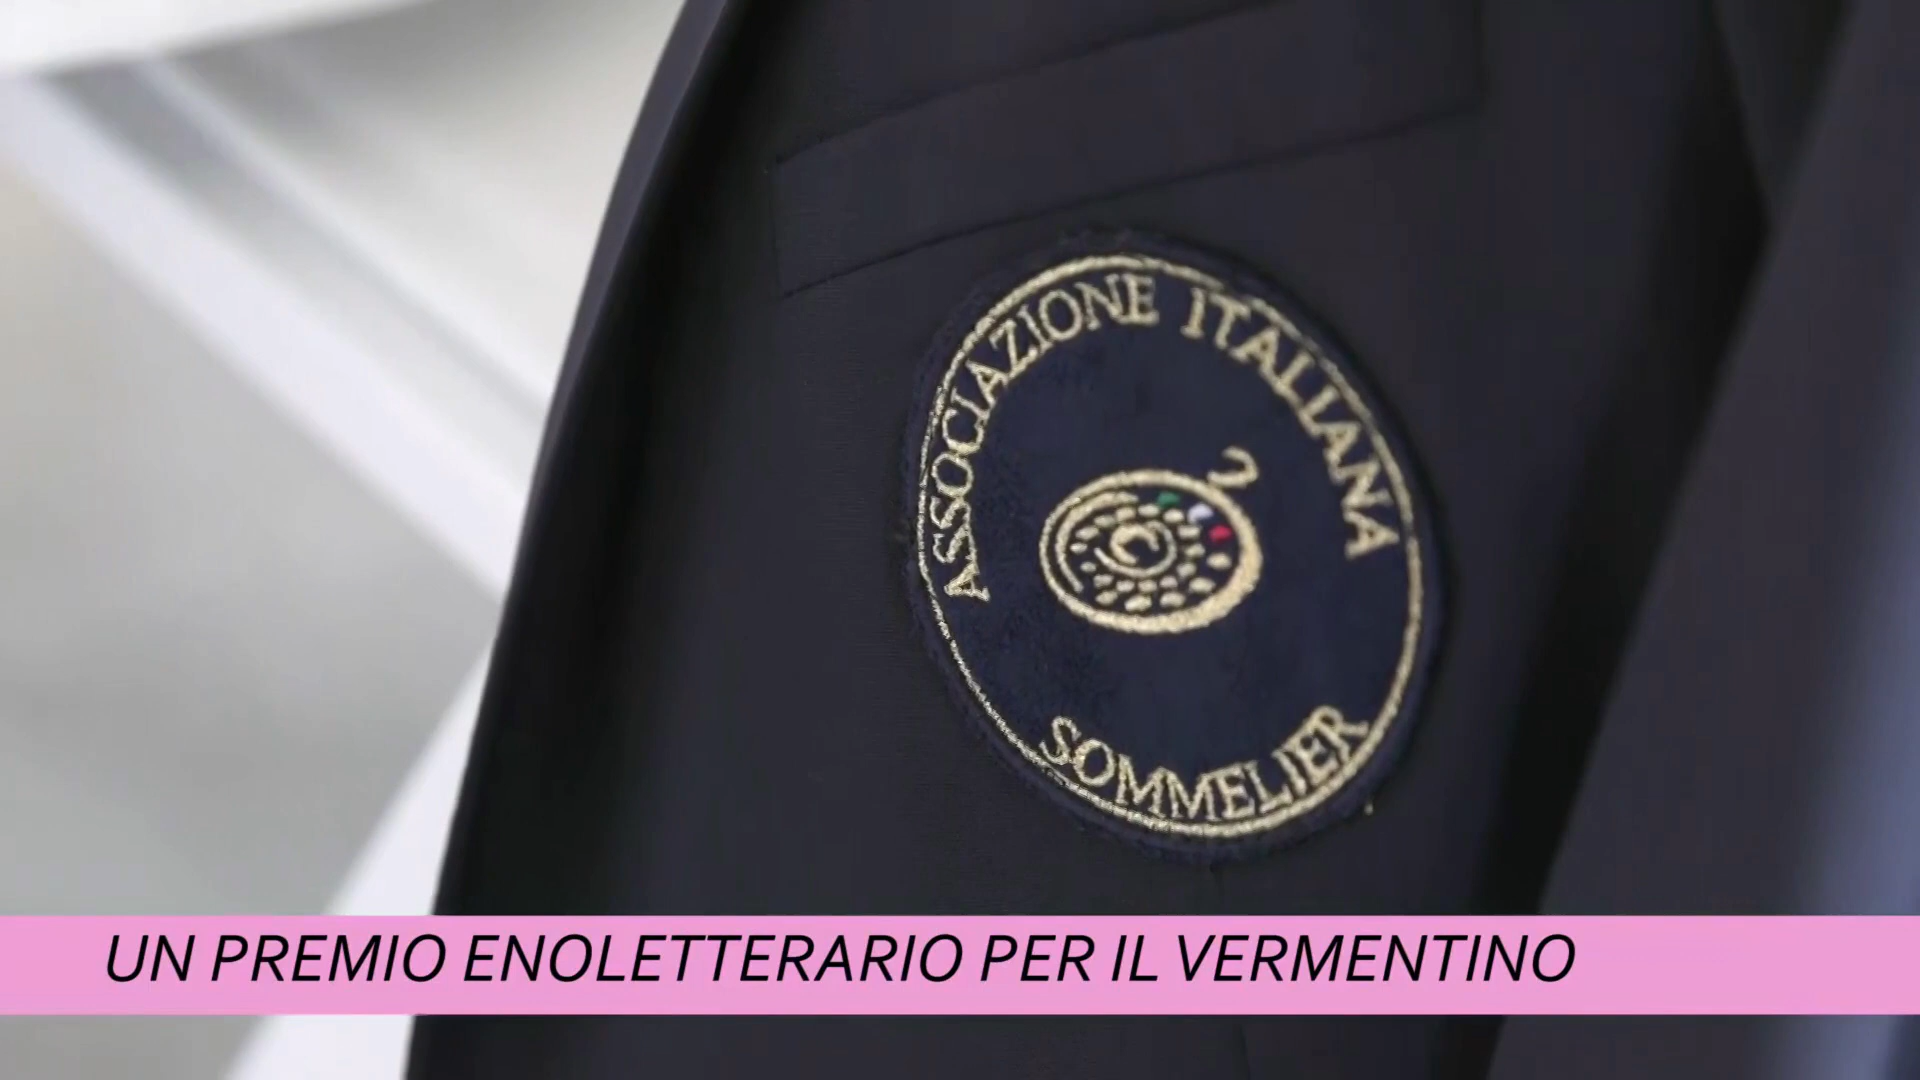 ASSOCIAZIONE ITALIANA
SOMMELIER
UN PREMIO ENOLETTERARIO PER IL VERMENTINO